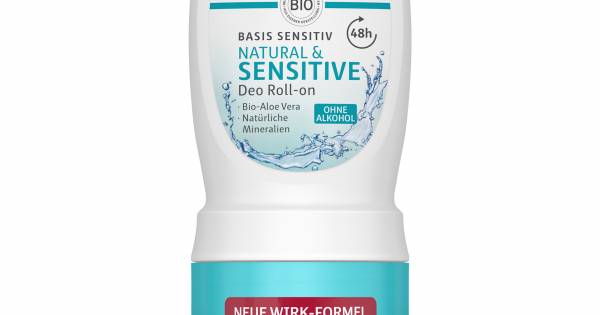 BIO
BASIS SENSITIV
48h
NATURAL &
SENSITIVE
Deo Roll-on
· Bio-Aloe Vera
· Natürliche
Mineralien
OHNE
ALKOHOL
NEUE WIRK-FORMEL